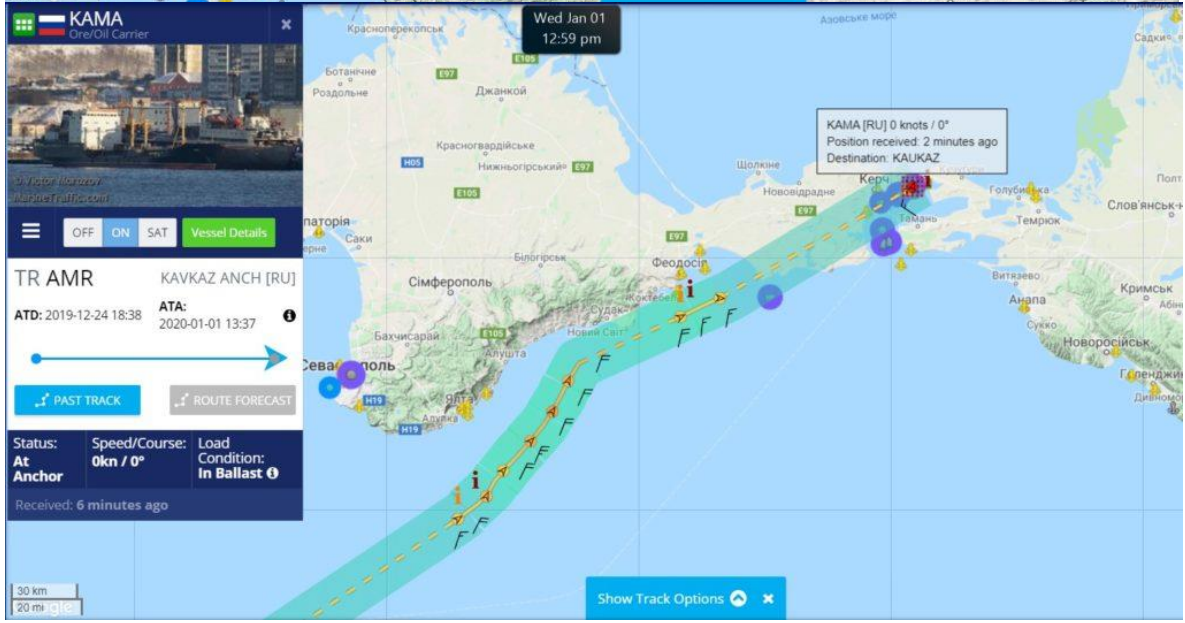 KAMA
Ore/Oil Carrier
© Victor Morozov
MarineTraffic.com
OFF ON SAT Vessel Details
TR AMR KAVKAZ ANCH [RU]
ATD: 2019-12-24 18:38 ATA: 2020-01-01 13:37
PAST TRACK ROUTE FORECAST
Status: At Anchor
Speed/Course: 0kn / 0°
Load Condition: In Ballast
Received: 6 minutes ago
30 km
20 mi
Wed Jan 01
12:59 pm
KAMA [RU] 0 knots / 0°
Position received: 2 minutes ago
Destination: KAUKAZ
Азовське море
Красноперекопськ
E105
E97
Ботанічне
Роздольне
Джанкой
Красногвардійське
H05
Нижньогірський E97
E105
Щолкіне
Нововідрадне
Керч
E97
Голубицька
Садки
Слов'янськ-н
Тамань
Темрюк
паторія
Саки
Білогірськ
E97
Феодосія
Сімферополь
Коктебель
Судак
Новий Світ
Бахчисарай
E105
Алушта
Севастополь
H19
Ялта
Алупка
H19
Витязево
Анапа
Сукко
Кримськ
Новоросійськ
Show Track Options